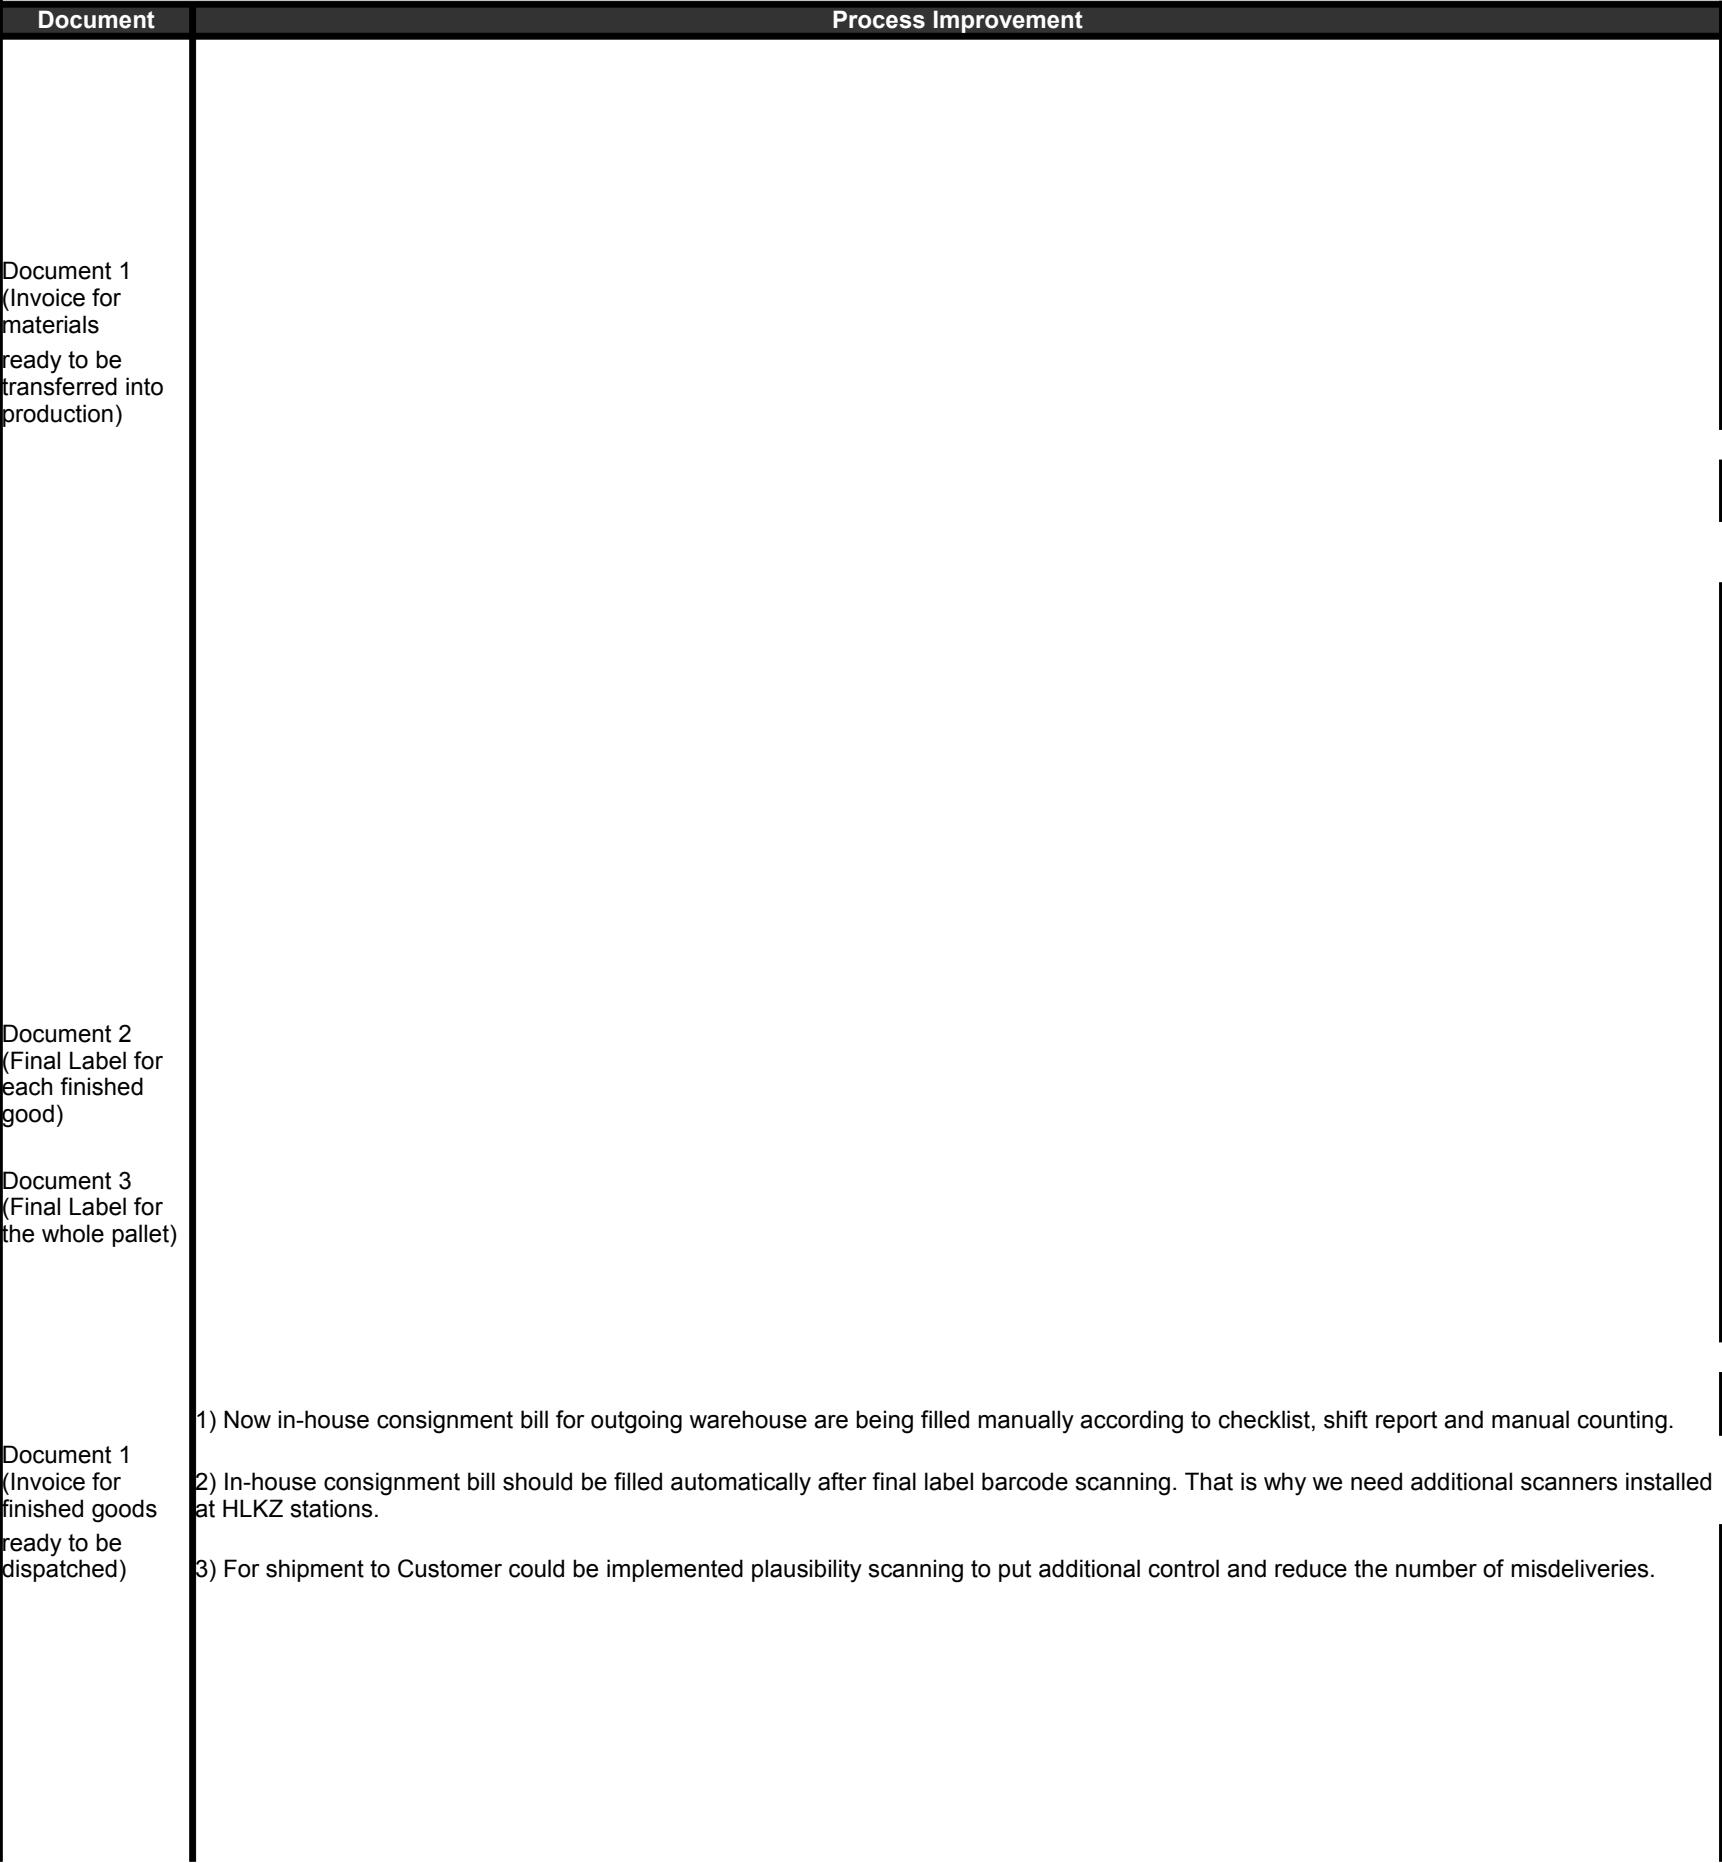 Document
Process Improvement
Document 1
(Invoice for
materials
ready to be
transferred into
production)
Document 2
(Final Label for
each finished
good)
Document 3
(Final Label for
the whole pallet)
Document 1
(Invoice for
finished goods
ready to be
dispatched)
1) Now in-house consignment bill for outgoing warehouse are being filled manually according to checklist, shift report and manual counting.
2) In-house consignment bill should be filled automatically after final label barcode scanning. That is why we need additional scanners installed
at HLKZ stations.
3) For shipment to Customer could be implemented plausibility scanning to put additional control and reduce the number of misdeliveries.